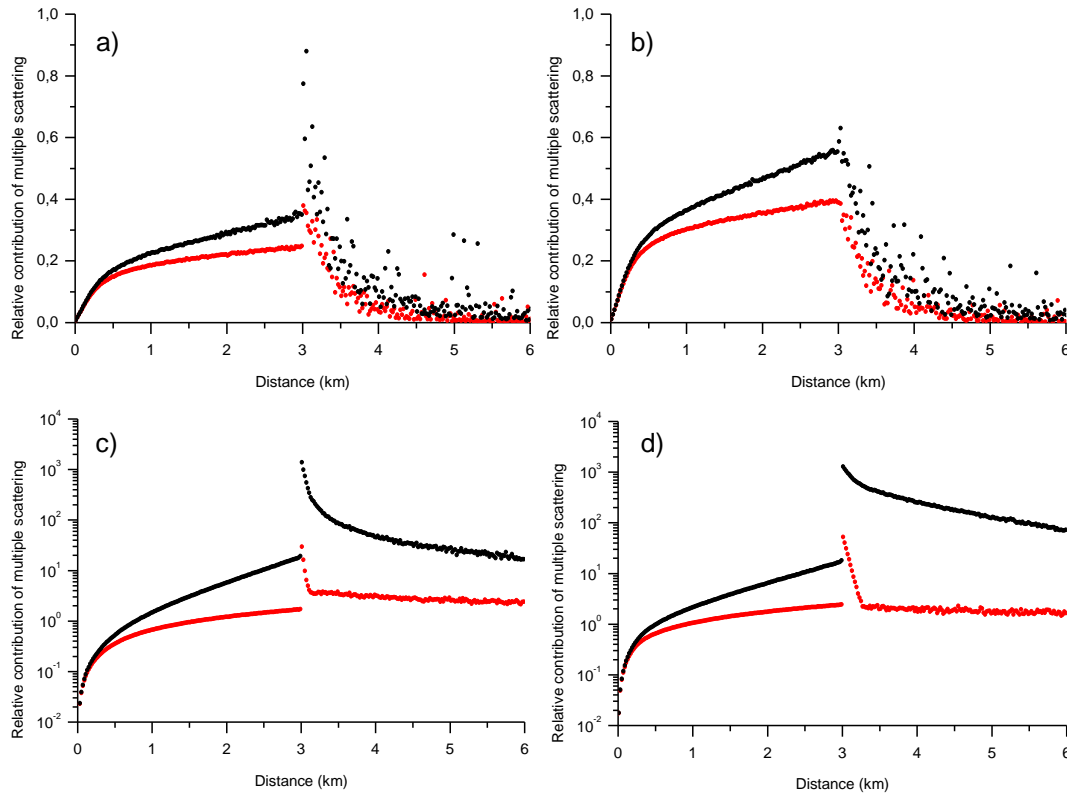 a)
Relative contribution of multiple scattering
1,0
0,8
0,6
0,4
0,2
0,0
0 1 2 3 4 5 6
Distance (km)
b)
Relative contribution of multiple scattering
1,0
0,8
0,6
0,4
0,2
0,0
0 1 2 3 4 5 6
Distance (km)
c)
Relative contribution of multiple scattering
10^4
10^3
10^2
10^1
10^0
10^-1
10^-2
0 1 2 3 4 5 6
Distance (km)
d)
Relative contribution of multiple scattering
10^4
10^3
10^2
10^1
10^0
10^-1
10^-2
0 1 2 3 4 5 6
Distance (km)